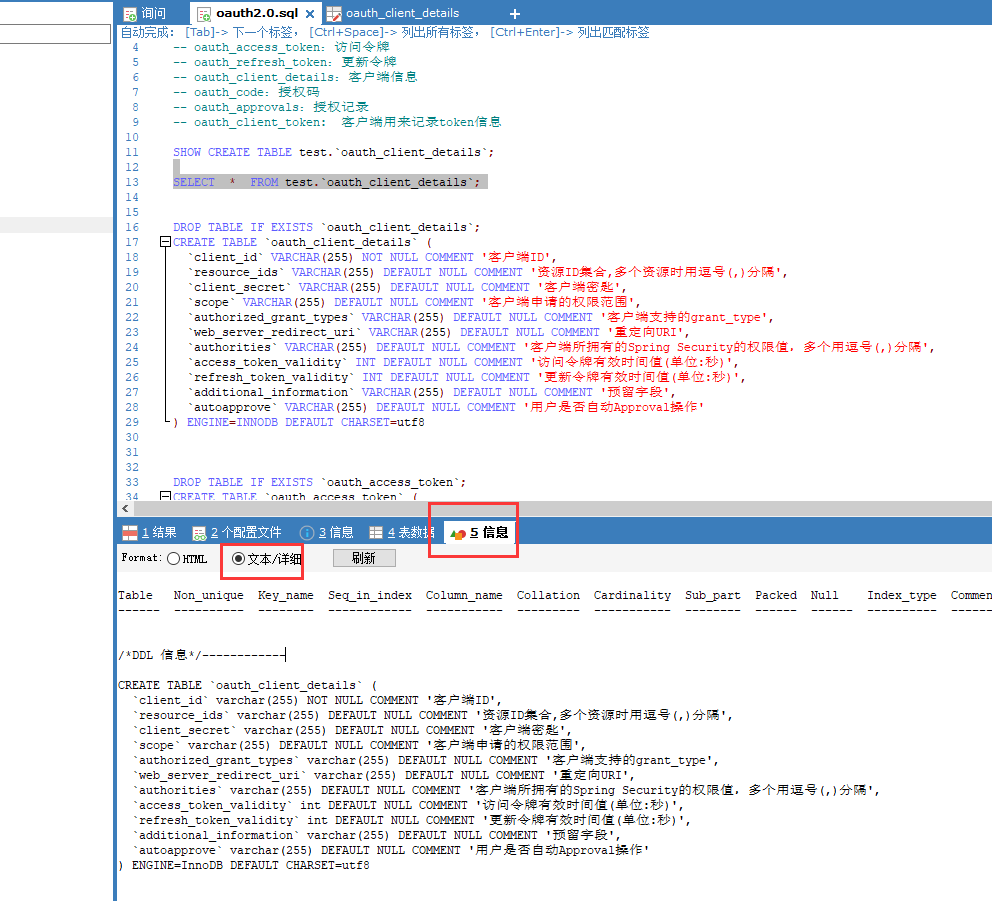 询问 oauth2.0.sql × oauth_client_details +
自动完成: [Tab]-> 下一个标签, [Ctrl+Space]-> 列出所有标签, [Ctrl+Enter]-> 列出匹配标签
4 -- oauth_access_token: 访问令牌
5 -- oauth_refresh_token: 更新令牌
6 -- oauth_client_details: 客户端信息
7 -- oauth_code: 授权码
8 -- oauth_approvals: 授权记录
9 -- oauth_client_token: 客户端用来记录token信息
10
11 SHOW CREATE TABLE test.`oauth_client_details`;
12
13 SELECT * FROM test.`oauth_client_details`;
14
15
16 DROP TABLE IF EXISTS `oauth_client_details`;
17 CREATE TABLE `oauth_client_details` (
18 `client_id` VARCHAR(255) NOT NULL COMMENT '客户端ID',
19 `resource_ids` VARCHAR(255) DEFAULT NULL COMMENT '资源ID集合,多个资源时用逗号(,)分隔',
20 `client_secret` VARCHAR(255) DEFAULT NULL COMMENT '客户端密匙',
21 `scope` VARCHAR(255) DEFAULT NULL COMMENT '客户端申请的权限范围',
22 `authorized_grant_types` VARCHAR(255) DEFAULT NULL COMMENT '客户端支持的grant_type',
23 `web_server_redirect_uri` VARCHAR(255) DEFAULT NULL COMMENT '重定向URI',
24 `authorities` VARCHAR(255) DEFAULT NULL COMMENT '客户端所拥有的Spring Security的权限值，多个用逗号(,)分隔',
25 `access_token_validity` INT DEFAULT NULL COMMENT '访问令牌有效时间值(单位:秒)',
26 `refresh_token_validity` INT DEFAULT NULL COMMENT '更新令牌有效时间值(单位:秒)',
27 `additional_information` VARCHAR(255) DEFAULT NULL COMMENT '预留字段',
28 `autoapprove` VARCHAR(255) DEFAULT NULL COMMENT '用户是否自动Approval操作'
29 ) ENGINE=INNODB DEFAULT CHARSET=utf8
30
31
32
33 DROP TABLE IF EXISTS `oauth_access_token`;
34 CREATE TABLE `oauth_access_token` (
1 结果 2 个配置文件 3 信息 4 表数据 5 信息
Format: HTML 文本/详细 刷新
Table Non_unique Key_name Seq_in_index Column_name Collation Cardinality Sub_part Packed Null Index_type Commen
------ ---------- -------- ------------ ----------- --------- ----------- -------- ------ ------ ---------- ------
/*DDL 信息*/------------
CREATE TABLE `oauth_client_details` (
`client_id` varchar(255) NOT NULL COMMENT '客户端ID',
`resource_ids` varchar(255) DEFAULT NULL COMMENT '资源ID集合,多个资源时用逗号(,)分隔',
`client_secret` varchar(255) DEFAULT NULL COMMENT '客户端密匙',
`scope` varchar(255) DEFAULT NULL COMMENT '客户端申请的权限范围',
`authorized_grant_types` varchar(255) DEFAULT NULL COMMENT '客户端支持的grant_type',
`web_server_redirect_uri` varchar(255) DEFAULT NULL COMMENT '重定向URI',
`authorities` varchar(255) DEFAULT NULL COMMENT '客户端所拥有的Spring Security的权限值，多个用逗号(,)分隔',
`access_token_validity` int DEFAULT NULL COMMENT '访问令牌有效时间值(单位:秒)',
`refresh_token_validity` int DEFAULT NULL COMMENT '更新令牌有效时间值(单位:秒)',
`additional_information` varchar(255) DEFAULT NULL COMMENT '预留字段',
`autoapprove` varchar(255) DEFAULT NULL COMMENT '用户是否自动Approval操作'
) ENGINE=InnoDB DEFAULT CHARSET=utf8